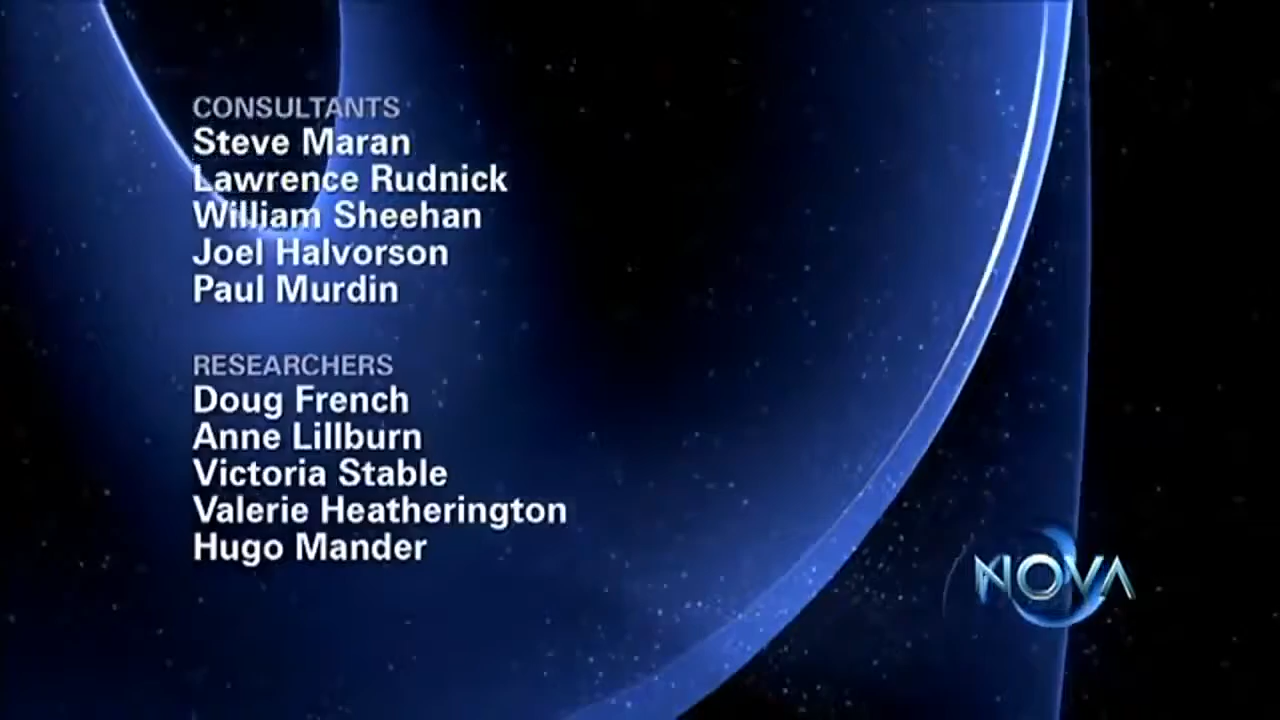 CONSULTANTS
Steve Maran
Lawrence Rudnick
William Sheehan
Joel Halvorson
Paul Murdin
RESEARCHERS
Doug French
Anne Lillburn
Victoria Stable
Valerie Heatherington
Hugo Mander
NOVA